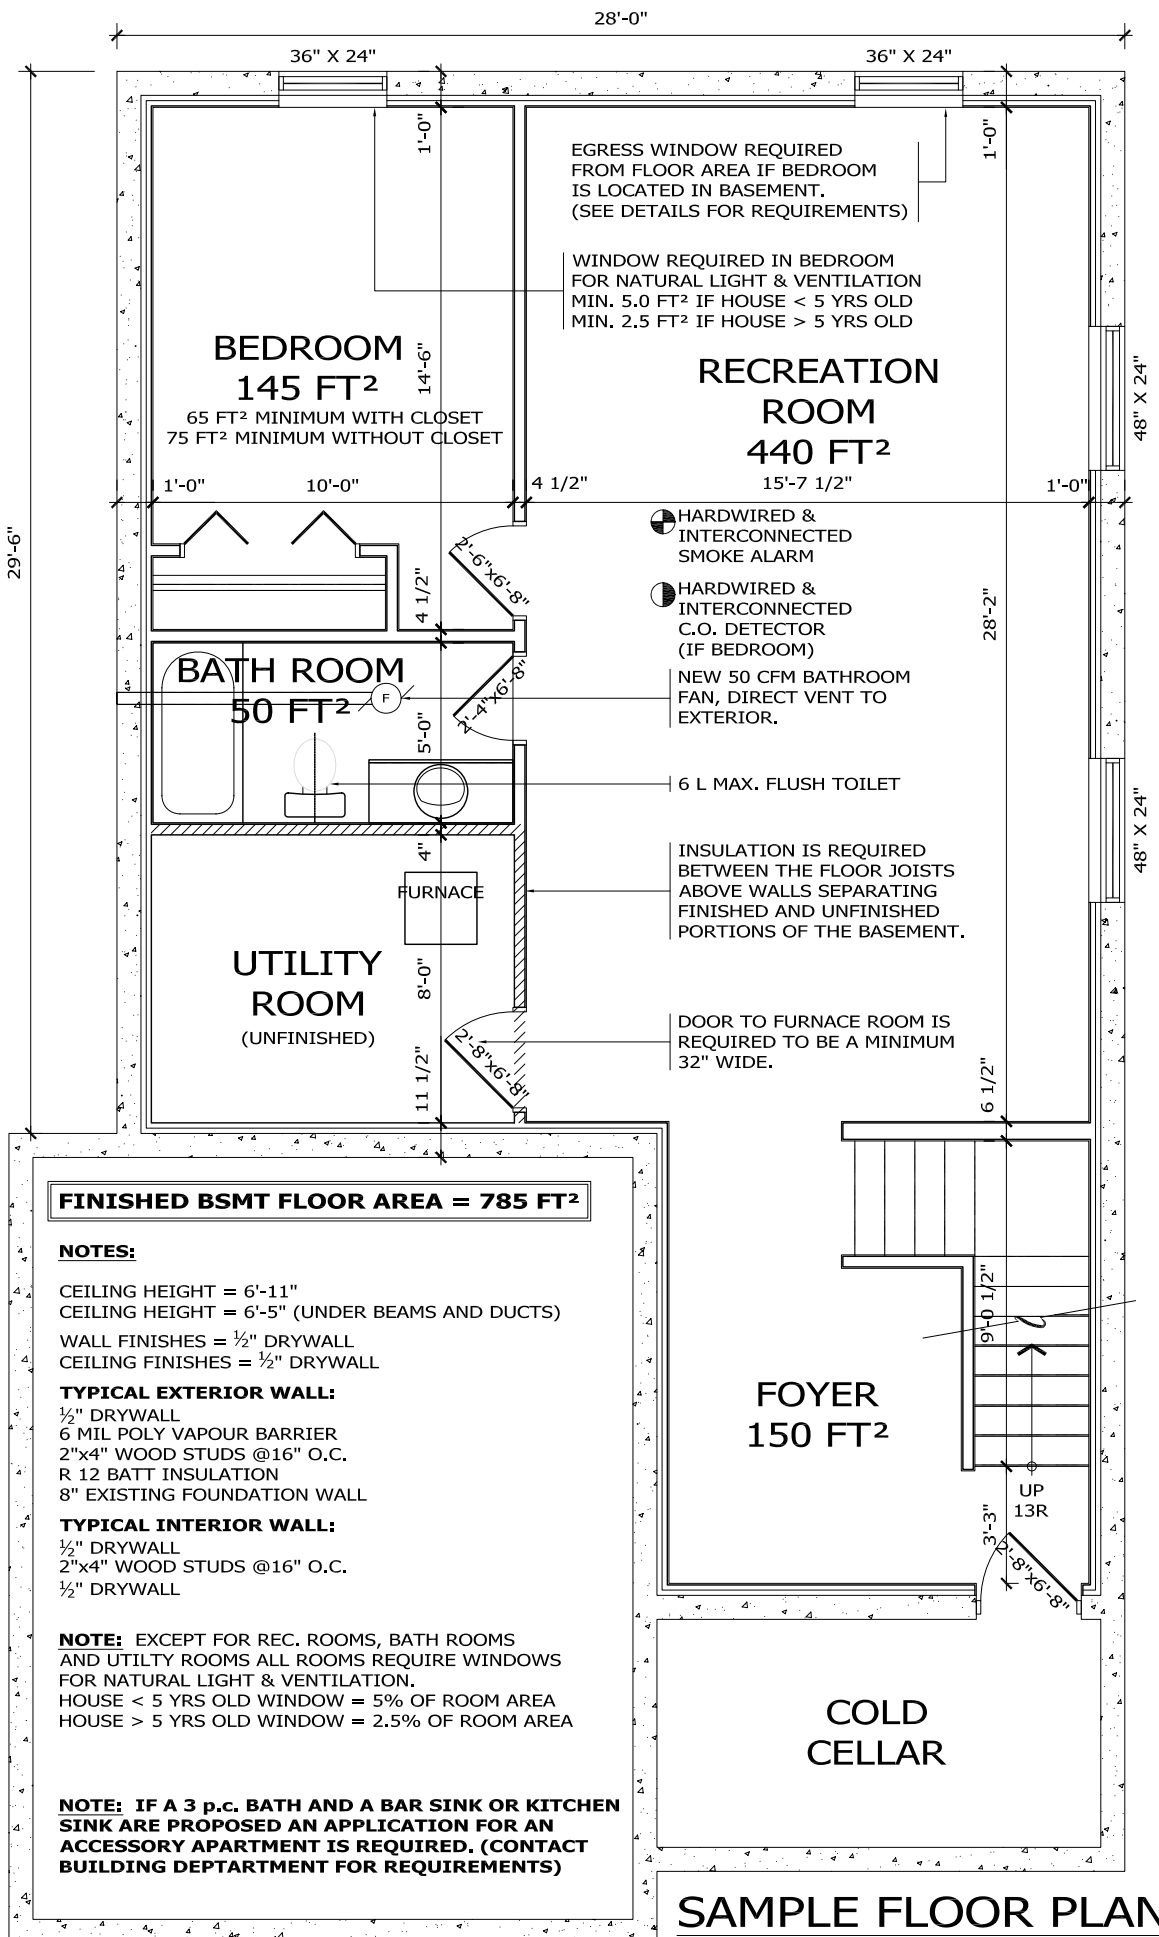 28'-0"
36" X 24"
36" X 24"
1'-0"
1'-0"
EGRESS WINDOW REQUIRED
FROM FLOOR AREA IF BEDROOM
IS LOCATED IN BASEMENT.
(SEE DETAILS FOR REQUIREMENTS)
WINDOW REQUIRED IN BEDROOM
FOR NATURAL LIGHT & VENTILATION
MIN. 5.0 FT² IF HOUSE < 5 YRS OLD
MIN. 2.5 FT² IF HOUSE > 5 YRS OLD
BEDROOM
145 FT²
65 FT² MINIMUM WITH CLOSET
75 FT² MINIMUM WITHOUT CLOSET
14'-6"
RECREATION
ROOM
440 FT²
48" X 24"
1'-0"
10'-0"
4 1/2"
15'-7 1/2"
1'-0"
29'-6"
HARDWIRED &
INTERCONNECTED
SMOKE ALARM
2'-6"x6'-8"
4 1/2"
HARDWIRED &
INTERCONNECTED
C.O. DETECTOR
(IF BEDROOM)
28'-2"
BATH ROOM
50 FT²
F
2'-4"x6'-8"
5'-0"
NEW 50 CFM BATHROOM
FAN, DIRECT VENT TO
EXTERIOR.
6 L MAX. FLUSH TOILET
48" X 24"
4"
FURNACE
INSULATION IS REQUIRED
BETWEEN THE FLOOR JOISTS
ABOVE WALLS SEPARATING
FINISHED AND UNFINISHED
PORTIONS OF THE BASEMENT.
UTILITY
ROOM
(UNFINISHED)
8'-0"
2'-8"x6'-8"
11 1/2"
DOOR TO FURNACE ROOM IS
REQUIRED TO BE A MINIMUM
32" WIDE.
6 1/2"
FINISHED BSMT FLOOR AREA = 785 FT²
NOTES:
CEILING HEIGHT = 6'-11"
CEILING HEIGHT = 6'-5" (UNDER BEAMS AND DUCTS)
WALL FINISHES = ½" DRYWALL
CEILING FINISHES = ½" DRYWALL
TYPICAL EXTERIOR WALL:
½" DRYWALL
6 MIL POLY VAPOUR BARRIER
2"x4" WOOD STUDS @16" O.C.
R 12 BATT INSULATION
8" EXISTING FOUNDATION WALL
TYPICAL INTERIOR WALL:
½" DRYWALL
2"x4" WOOD STUDS @16" O.C.
½" DRYWALL
NOTE: EXCEPT FOR REC. ROOMS, BATH ROOMS
AND UTILTY ROOMS ALL ROOMS REQUIRE WINDOWS
FOR NATURAL LIGHT & VENTILATION.
HOUSE < 5 YRS OLD WINDOW = 5% OF ROOM AREA
HOUSE > 5 YRS OLD WINDOW = 2.5% OF ROOM AREA
NOTE: IF A 3 p.c. BATH AND A BAR SINK OR KITCHEN
SINK ARE PROPOSED AN APPLICATION FOR AN
ACCESSORY APARTMENT IS REQUIRED. (CONTACT
BUILDING DEPTARTMENT FOR REQUIREMENTS)
9'-0 1/2"
FOYER
150 FT²
UP
13R
3'-3"
2'-8"x6'-8"
COLD
CELLAR
SAMPLE FLOOR PLAN